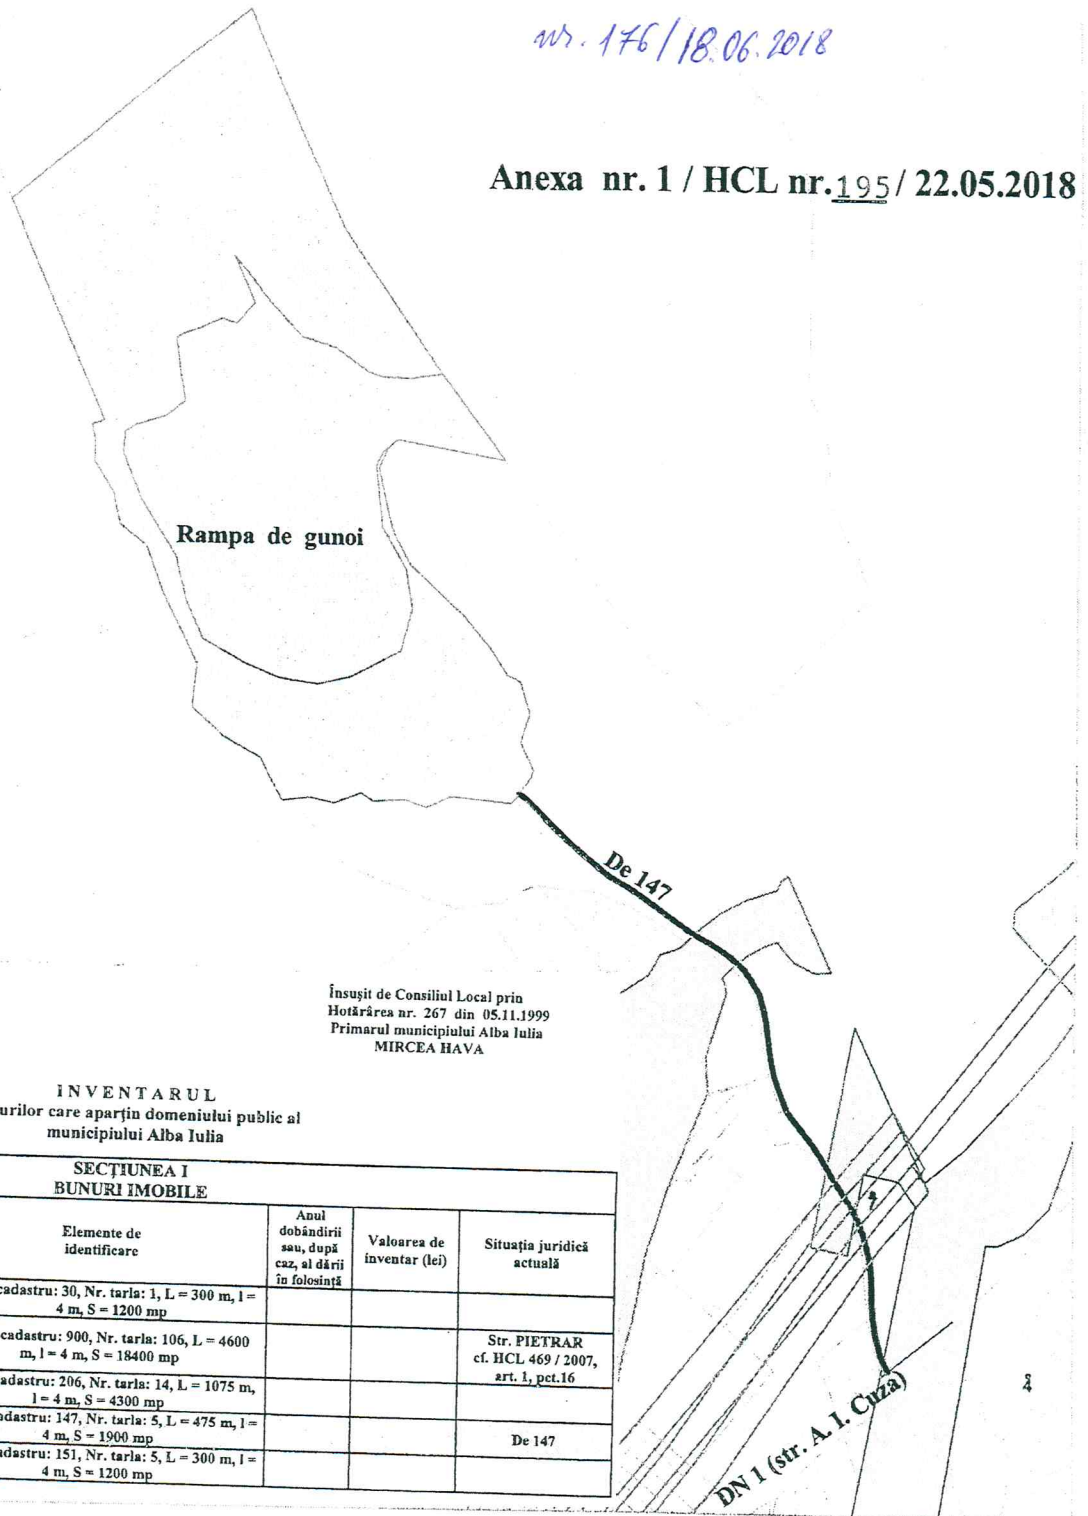 nr. 176/18.06.2018
Anexa nr. 1 / HCL nr. 195 / 22.05.2018
Rampa de gunoi
De 147
Însușit de Consiliul Local prin
Hotărârea nr. 267 din 05.11.1999
Primarul municipiului Alba Iulia
MIRCEA HAVA
INVENTARUL
urilor care aparțin domeniului public al
municipiului Alba Iulia
SECȚIUNEA I
BUNURI IMOBILE
Elemente de
identificare
Anul
dobândirii
sau, după
caz, al dării
în folosință
Valoarea de
inventar (lei)
Situația juridică
actuală
cadastru: 30, Nr. tarla: 1, L = 300 m, l =
4 m, S = 1200 mp
cadastru: 900, Nr. tarla: 106, L = 4600
m, l = 4 m, S = 18400 mp
Str. PIETRAR
cf. HCL 469 / 2007,
art. 1, pct.16
adastru: 206, Nr. tarla: 14, L = 1075 m,
l = 4 m, S = 4300 mp
adastru: 147, Nr. tarla: 5, L = 475 m, l =
4 m, S = 1900 mp
De 147
adastru: 151, Nr. tarla: 5, L = 300 m, l =
4 m, S = 1200 mp
DN 1 (str. A. I. Cuza)